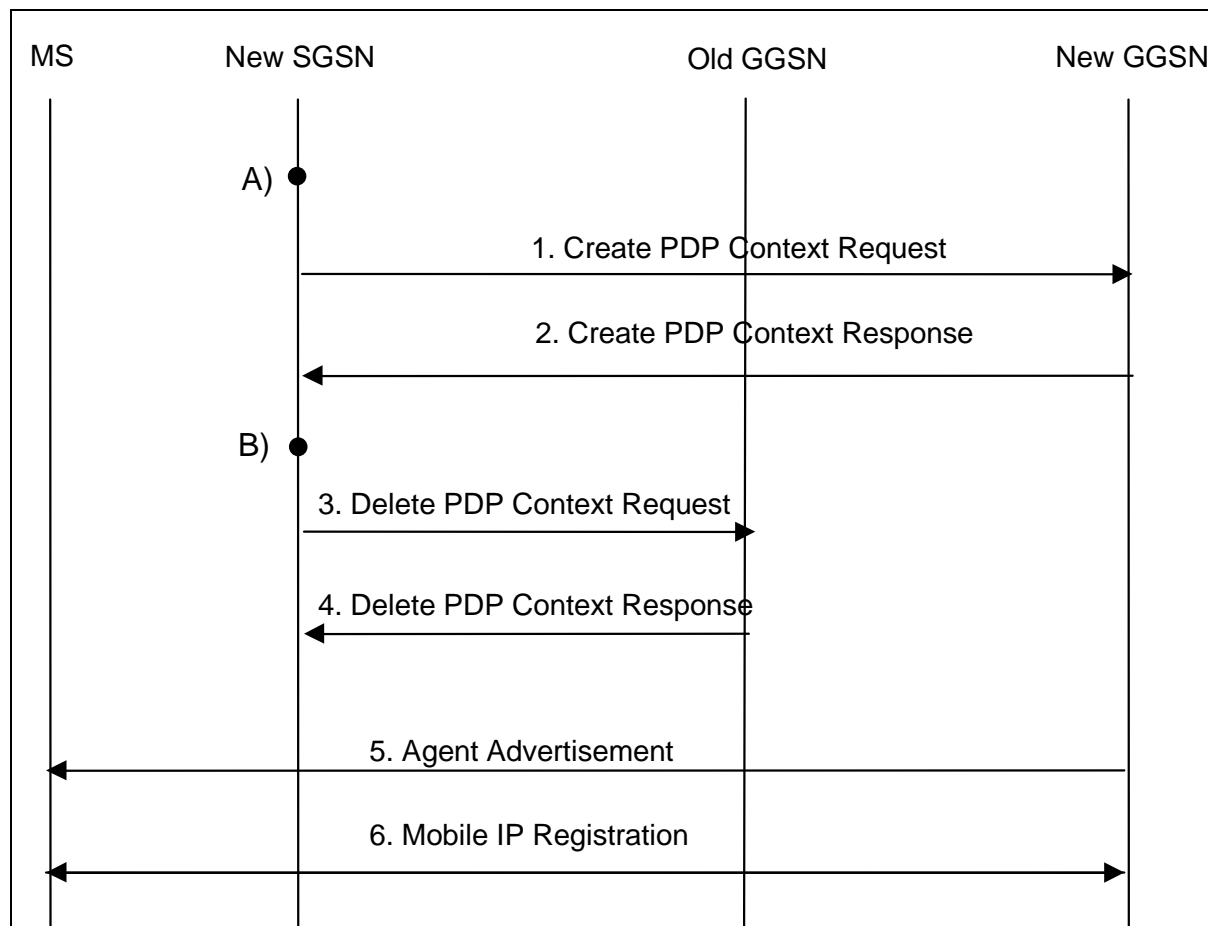 MS New SGSN Old GGSN New GGSN
A)
1. Create PDP Context Request
2. Create PDP Context Response
B)
3. Delete PDP Context Request
4. Delete PDP Context Response
5. Agent Advertisement
6. Mobile IP Registration